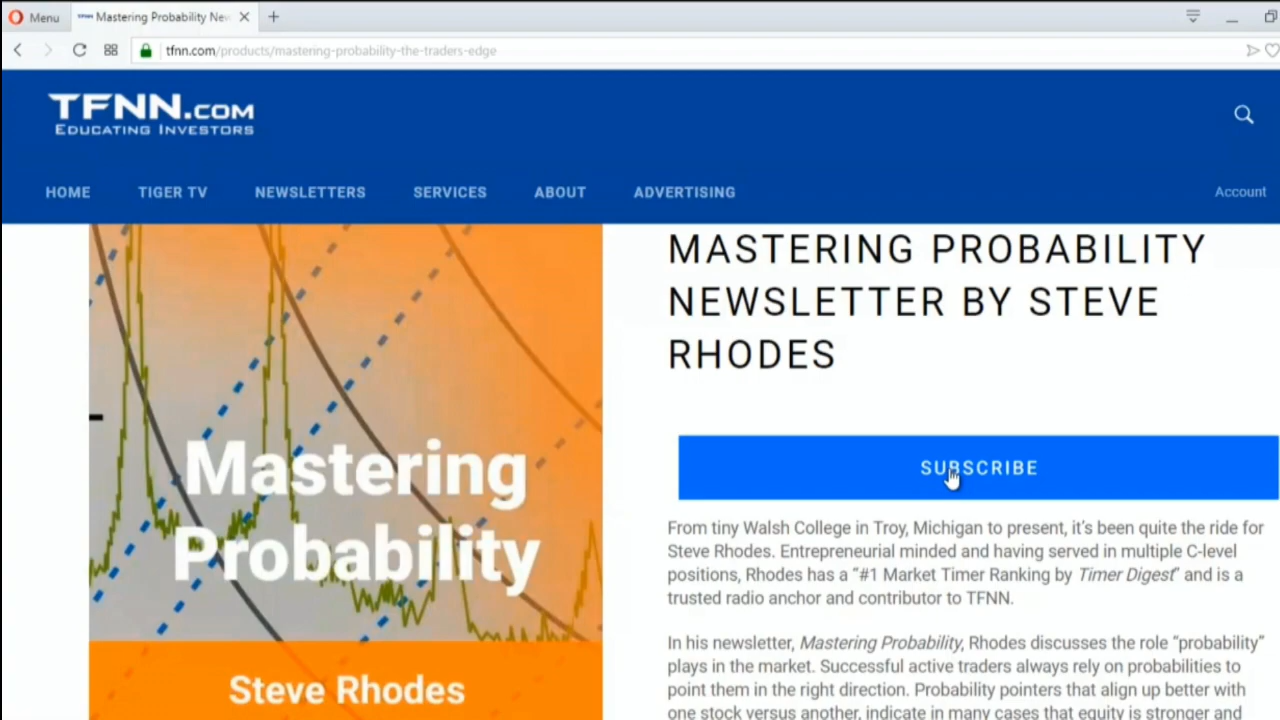 Menu
Mastering Probability New
tfnn.com/products/mastering-probability-the-traders-edge
TFNN.COM
EDUCATING INVESTORS
HOME TIGER TV NEWSLETTERS SERVICES ABOUT ADVERTISING Account
MASTERING PROBABILITY
NEWSLETTER BY STEVE
RHODES
Mastering
Probability
Steve Rhodes
SUBSCRIBE
From tiny Walsh College in Troy, Michigan to present, it's been quite the ride for
Steve Rhodes. Entrepreneurial minded and having served in multiple C-level
positions, Rhodes has a “#1 Market Timer Ranking by Timer Digest” and is a
trusted radio anchor and contributor to TFNN.
In his newsletter, Mastering Probability, Rhodes discusses the role “probability”
plays in the market. Successful active traders always rely on probabilities to
point them in the right direction. Probability pointers that align up better with
one stock versus another, indicate in many cases that equity is stronger and